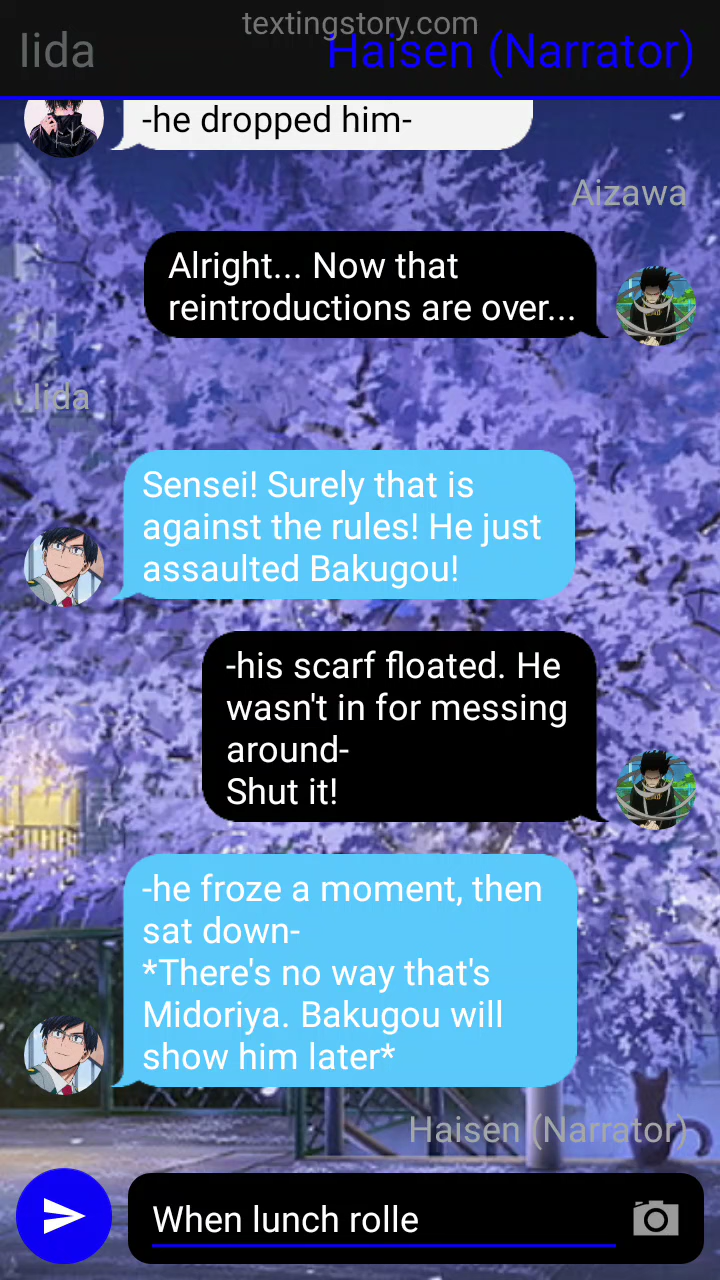 textingstory.com
Iida
Haisen (Narrator)
-he dropped him-
Aizawa
Alright... Now that
reintroductions are over...
Iida
Sensei! Surely that is
against the rules! He just
assaulted Bakugou!
-his scarf floated. He
wasn't in for messing
around-
Shut it!
-he froze a moment, then
sat down-
*There's no way that's
Midoriya. Bakugou will
show him later*
Haisen (Narrator)
When lunch rolle